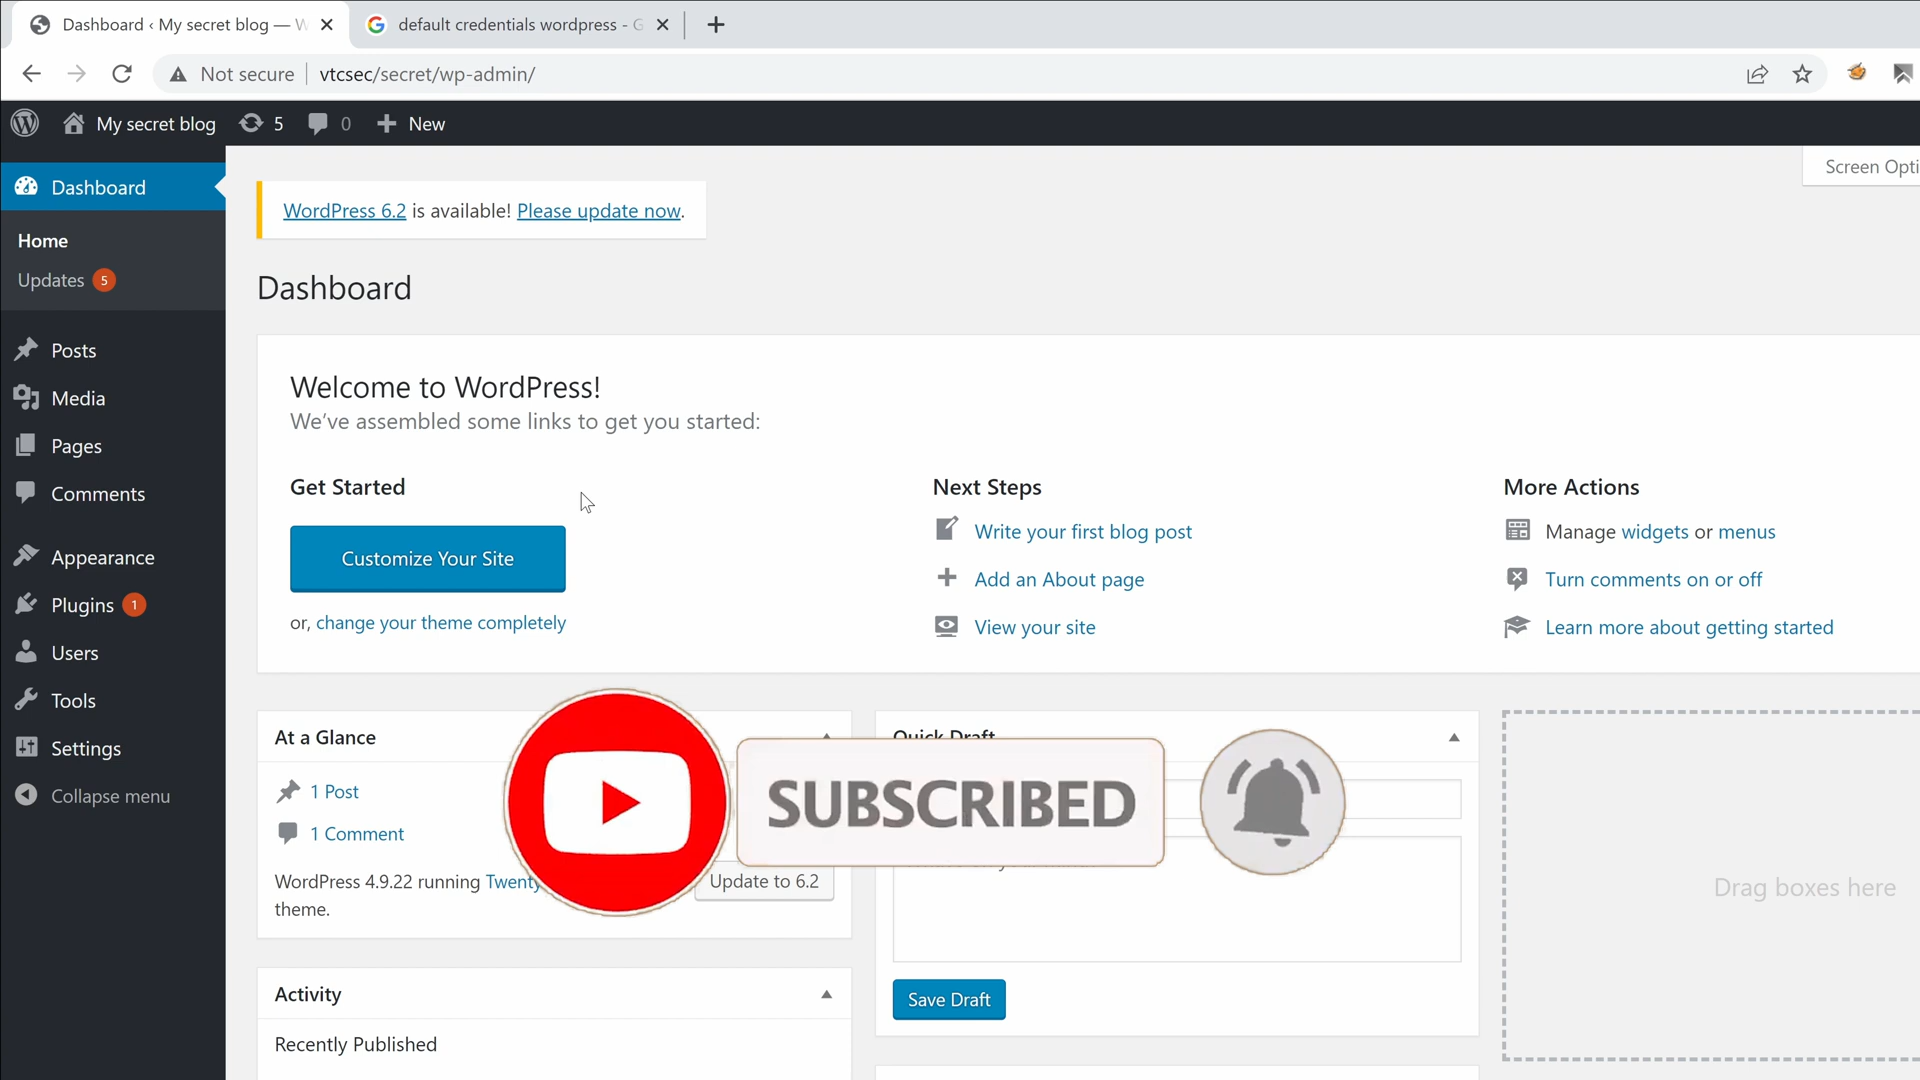 Dashboard ‹ My secret blog — W
default credentials wordpress - G
Not secure
vtcsec/secret/wp-admin/
My secret blog
5
0
New
Screen Opti
Dashboard
Home
Updates 5
Posts
Media
Pages
Comments
Appearance
Plugins 1
Users
Tools
Settings
Collapse menu
WordPress 6.2 is available! Please update now.
Dashboard
Welcome to WordPress!
We've assembled some links to get you started:
Get Started
Customize Your Site
or, change your theme completely
Next Steps
Write your first blog post
Add an About page
View your site
More Actions
Manage widgets or menus
Turn comments on or off
Learn more about getting started
At a Glance
1 Post
1 Comment
WordPress 4.9.22 running Twenty
theme.
Update to 6.2
Activity
Recently Published
Quick Draft
SUBSCRIBED
Save Draft
Drag boxes here